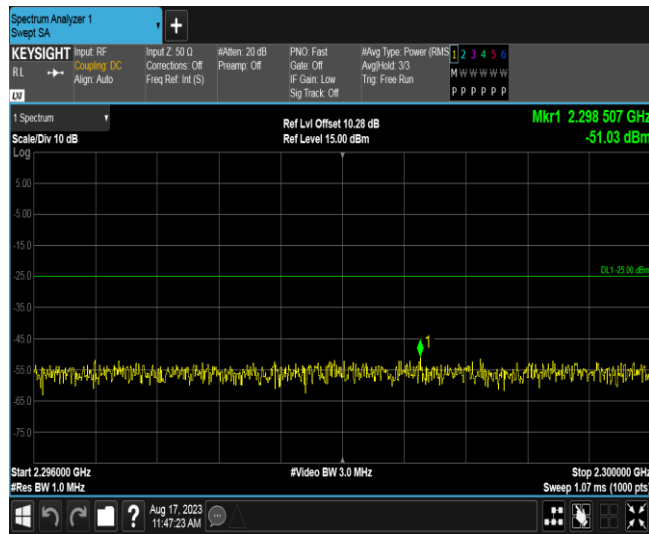 Spectrum Analyzer 1
Swept SA
+
KEYSIGHT
RL
LXI
Input: RF
Coupling: DC
Align: Auto
Input Z: 50 Ω
Corrections: Off
Freq Ref: Int (S)
#Atten: 20 dB
Preamp: Off
PNO: Fast
Gate: Off
IF Gain: Low
Sig Track: Off
#Avg Type: Power (RMS
Avg|Hold: 3/3
Trig: Free Run
1 2 3 4 5 6
M W W W W W
P P P P P P
1 Spectrum
Scale/Div 10 dB
Log
Ref Lvl Offset 10.28 dB
Ref Level 15.00 dBm
Mkr1 2.298 507 GHz
-51.03 dBm
5.00
-5.00
-15.0
-25.0
DL1 -25.00 dBm
-35.0
-45.0
1
-55.0
-65.0
-75.0
Start 2.296000 GHz
#Res BW 1.0 MHz
#Video BW 3.0 MHz
Stop 2.300000 GHz
Sweep 1.07 ms (1000 pts
?
Aug 17, 2023
11:47:23 AM